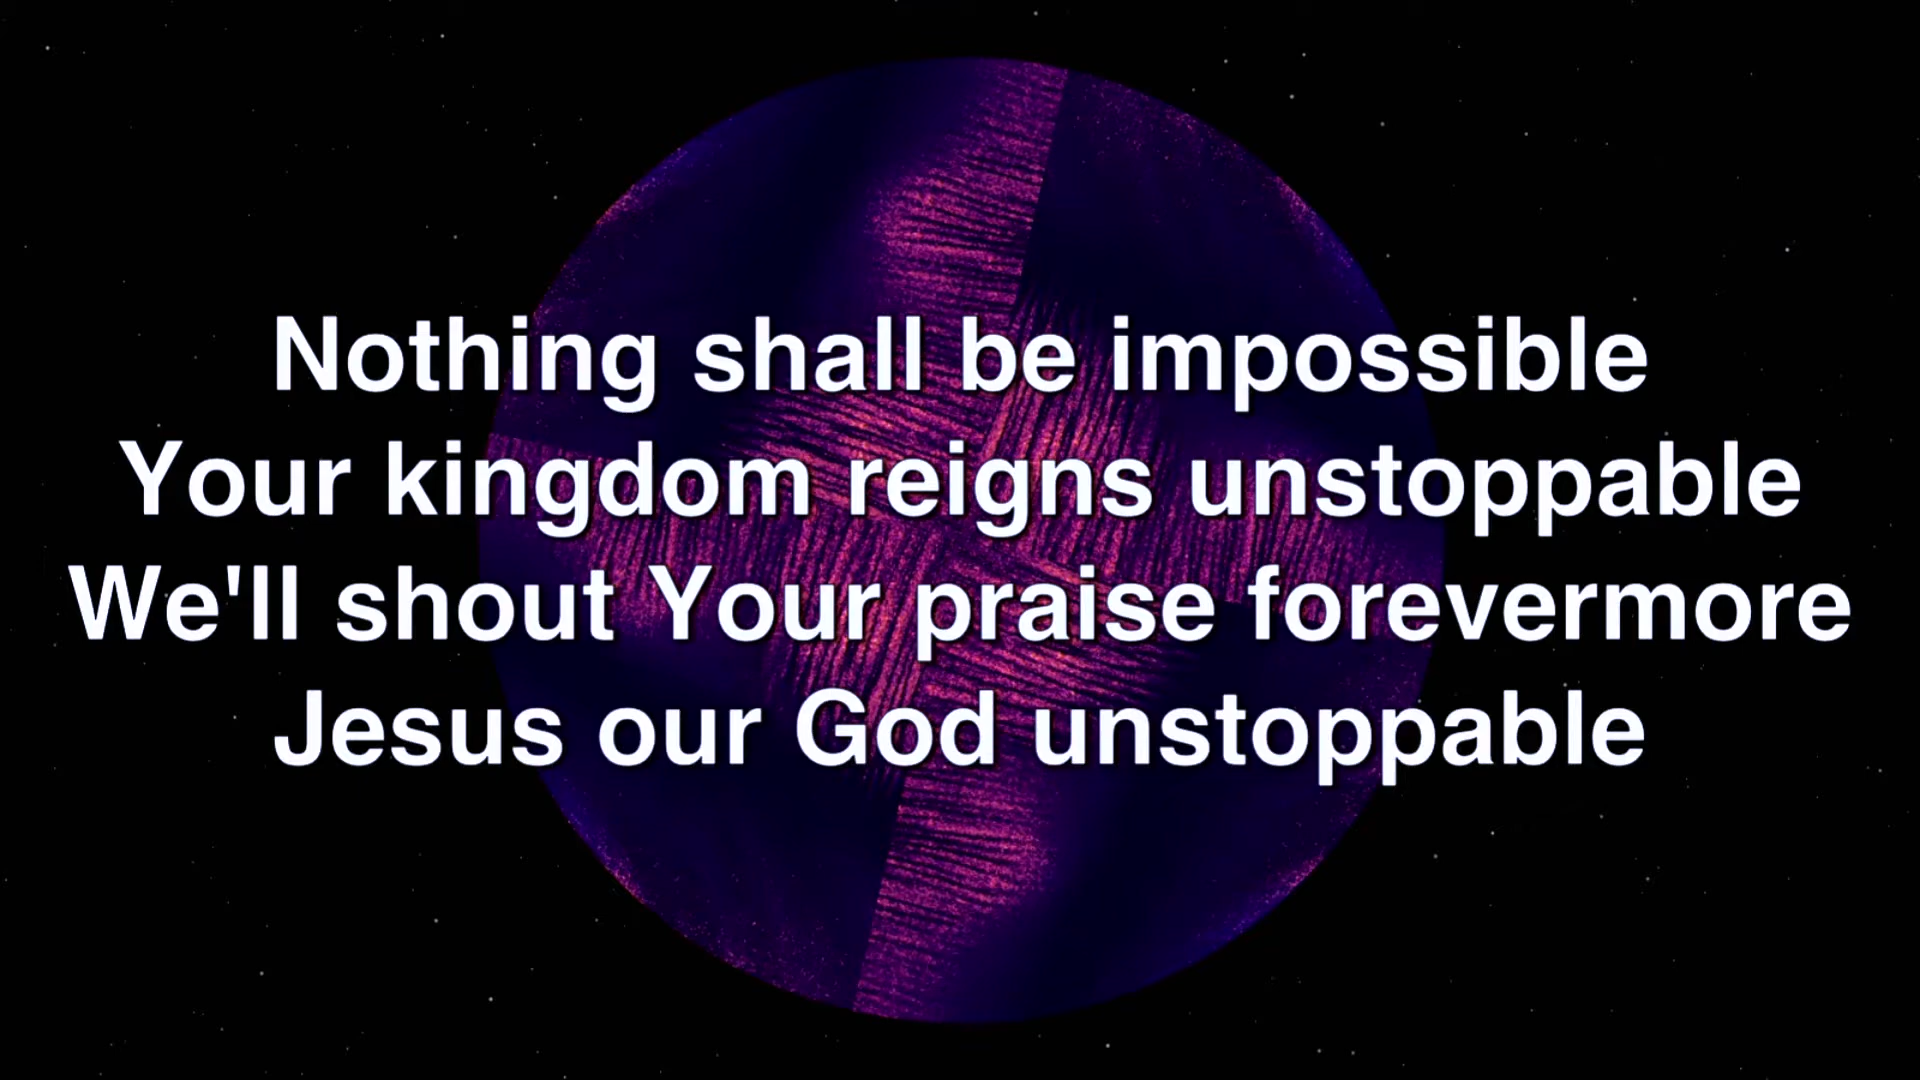 Nothing shall be impossible
Your kingdom reigns unstoppable
We'll shout Your praise forevermore
Jesus our God unstoppable